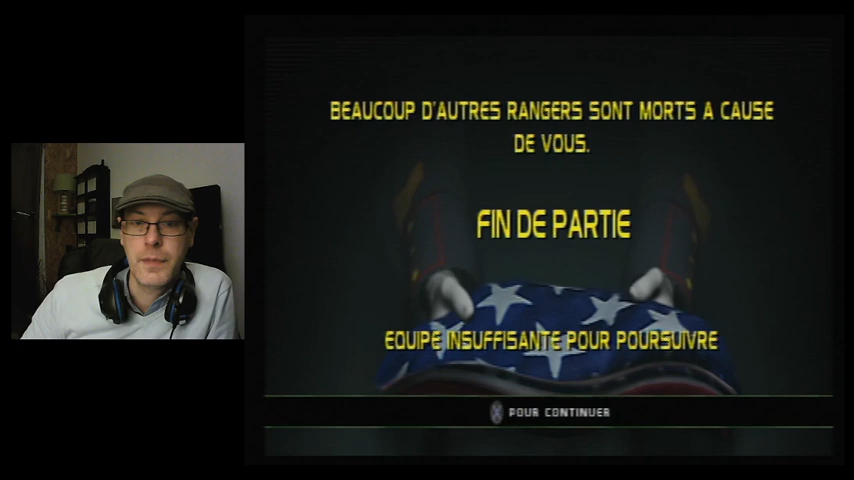 BEAUCOUP D'AUTRES RANGERS SONT MORTS A CAUSE
DE VOUS.
FIN DE PARTIE
EQUIPE INSUFFISANTE POUR POURSUIVRE
POUR CONTINUER